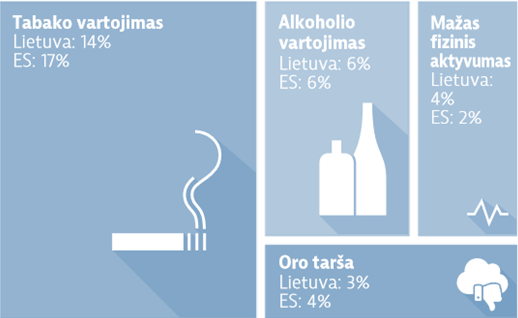 Tabako vartojimas
Lietuva: 14%
ES: 17%
Alkoholio
vartojimas
Lietuva: 6%
ES: 6%
Mažas
fizinis
aktyvumas
Lietuva:
4%
ES: 2%
Oro tarša
Lietuva: 3%
ES: 4%